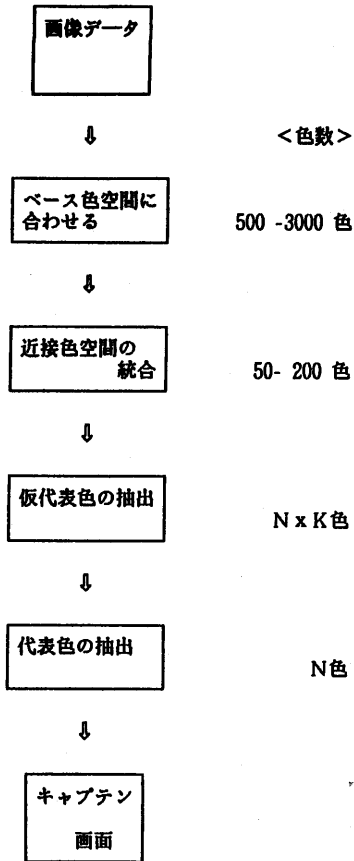 画像データ
⇓
<色数>
ベース色空間に
合わせる
500 -3000 色
⇓
近接色空間の
統合
50- 200 色
⇓
仮代表色の抽出
N x K色
⇓
代表色の抽出
N色
⇓
キャプテン
画面